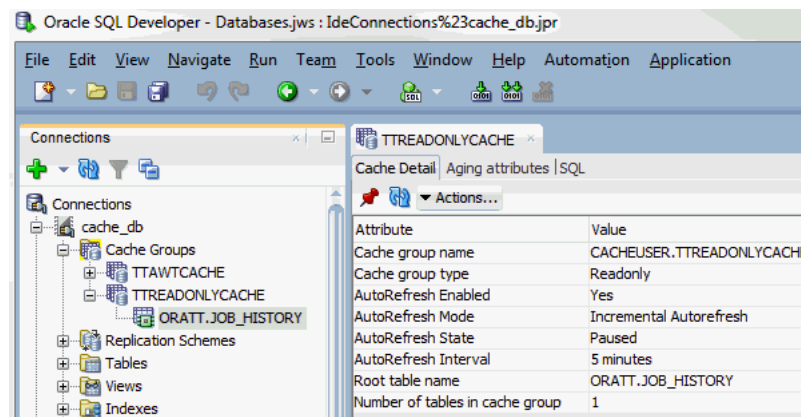 Oracle SQL Developer - Databases.jws : IdeConnections%23cache_db.jpr
File Edit View Navigate Run Team Tools Window Help Automation Application
Connections
TTREADONLYCACHE
Cache Detail Aging attributes SQL
Actions...
Connections
cache_db
Cache Groups
TTAWTCACHE
TTREADONLYCACHE
ORATT.JOB_HISTORY
Replication Schemes
Tables
Views
Indexes
Attribute Value
Cache group name CACHEUSER.TTREADONLYCACHE
Cache group type Readonly
AutoRefresh Enabled Yes
AutoRefresh Mode Incremental Autorefresh
AutoRefresh State Paused
AutoRefresh Interval 5 minutes
Root table name ORATT.JOB_HISTORY
Number of tables in cache group 1